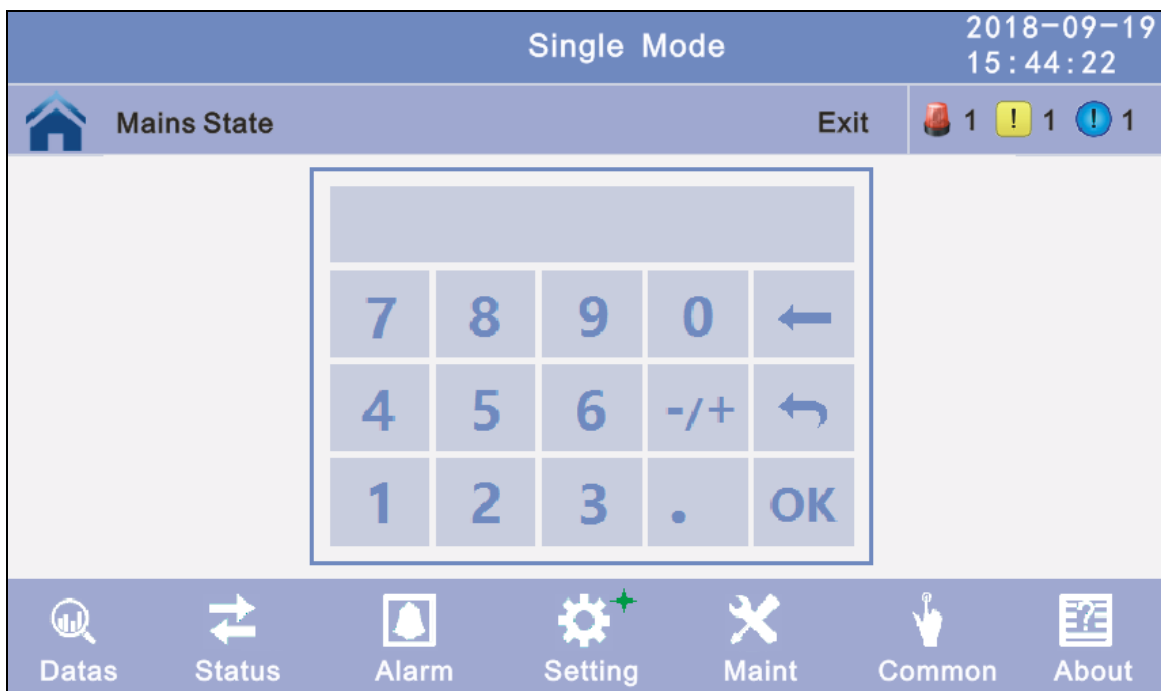 Single Mode
2018-09-19
15:44:22
Mains State
Exit
1 ! 1 ! 1
7 8 9 0
4 5 6 -/+
1 2 3 . OK
Datas Status Alarm Setting Maint Common About